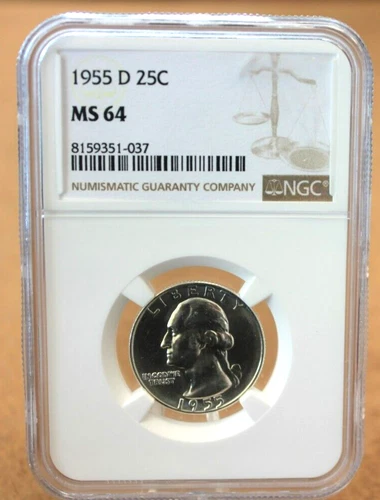 1955 D 25C
MS 64
8159351-037
NUMISMATIC GUARANTY COMPANY
NGC®
LIBERTY
IN GOD WE
TRUST
1955